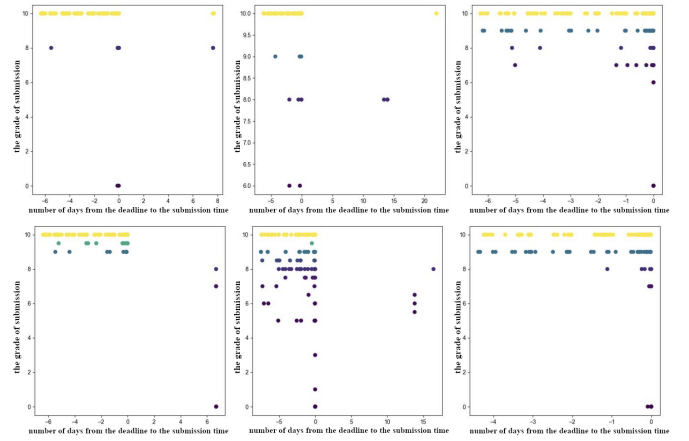 10
8
6
4
2
0
the grade of submission
−6 −4 −2 0 2 4 6 8
number of days from the deadline to the submission time
10.0
9.5
9.0
8.5
8.0
7.5
7.0
6.5
6.0
the grade of submission
−5 0 5 10 15 20
number of days from the deadline to the submission time
10
8
6
4
2
0
the grade of submission
−6 −5 −4 −3 −2 −1 0
number of days from the deadline to the submission time
10
8
6
4
2
0
the grade of submission
−6 −4 −2 0 2 4 6
number of days from the deadline to the submission time
10
8
6
4
2
0
the grade of submission
−5 0 5 10 15
number of days from the deadline to the submission time
10
8
6
4
2
0
the grade of submission
−4 −3 −2 −1 0
number of days from the deadline to the submission time